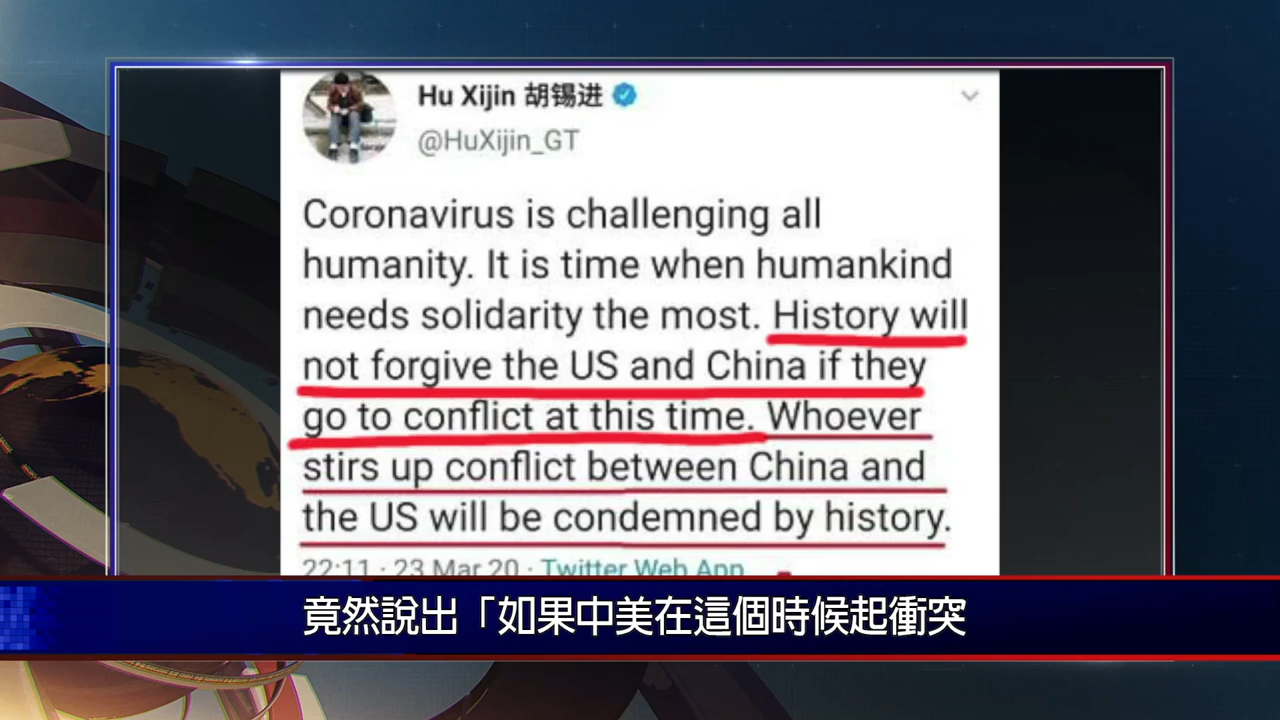 Hu Xijin 胡锡进
@HuXijin_GT
Coronavirus is challenging all
humanity. It is time when humankind
needs solidarity the most. History will
not forgive the US and China if they
go to conflict at this time. Whoever
stirs up conflict between China and
the US will be condemned by history.
22:11 · 23 Mar 20 · Twitter Web App
竟然說出「如果中美在這個時候起衝突